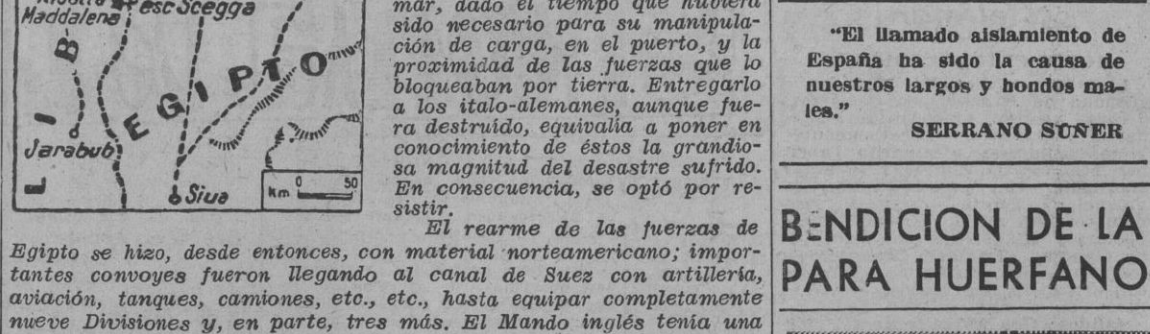 Maddalena
esc Scegga
B
I
L
EGIPTO
Jarabub
Siua
km 0 50
mar, dado el tiempo que hubiera
sido necesario para su manipula-
ción de carga, en el puerto, y la
proximidad de las fuerzas que lo
bloqueaban por tierra. Entregarlo
a los italo-alemanes, aunque fue-
ra destruído, equivalía a poner en
conocimiento de éstos la grandio-
sa magnitud del desastre sufrido.
En consecuencia, se optó por re-
sistir.
El rearme de las fuerzas de
Egipto se hizo, desde entonces, con material norteamericano; impor-
tantes convoyes fueron llegando al canal de Suez con artillería,
aviación, tanques, camiones, etc., etc., hasta equipar completamente
nueve Divisiones y, en parte, tres más. El Mando inglés tenía una
"El llamado aislamiento de
España ha sido la causa de
nuestros largos y hondos ma-
les."
SERRANO SUÑER
BENDICION DE LA
PARA HUERFANO